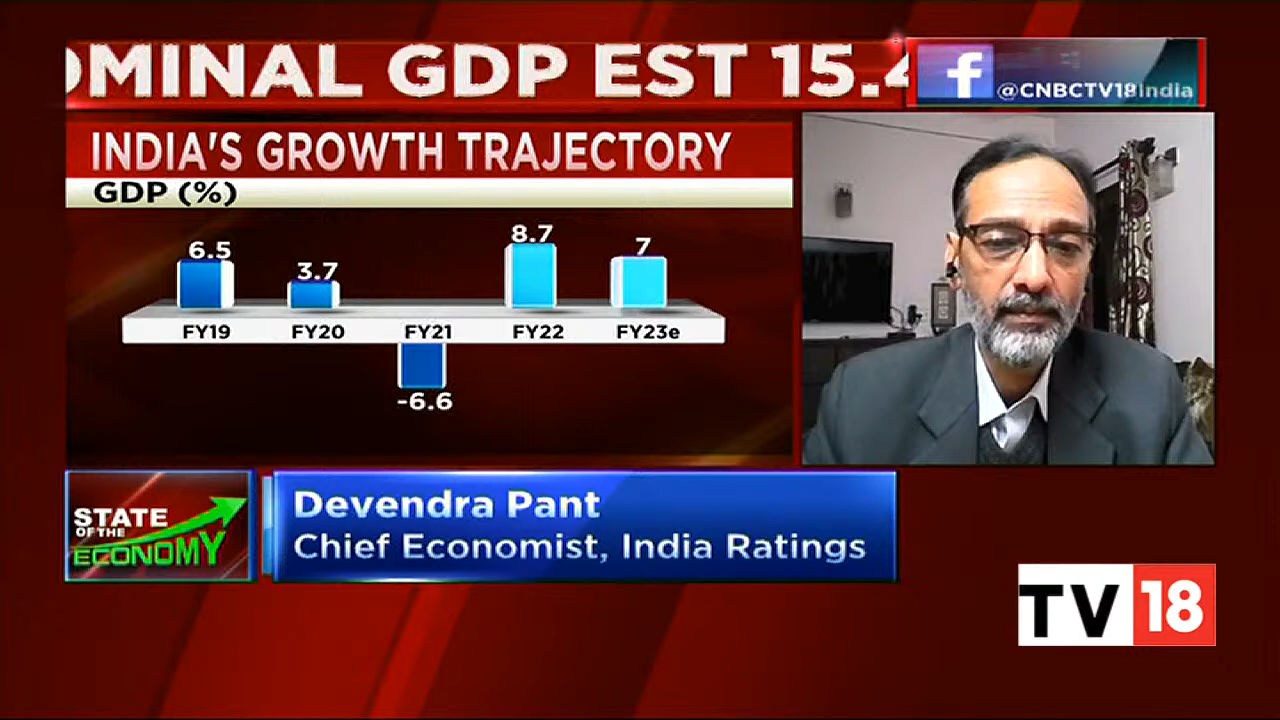 OMINAL GDP EST 15.4
@CNBCTV18India
INDIA'S GROWTH TRAJECTORY
GDP (%)
6.5
3.7
8.7
7
FY19
FY20
FY21
FY22
FY23e
-6.6
STATE
OF THE
ECONOMY
Devendra Pant
Chief Economist, India Ratings
TV18